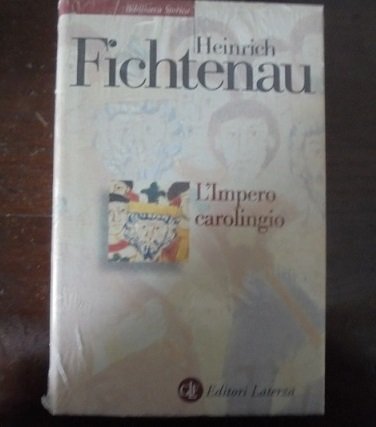 Biblioteca Storica
Heinrich
Fichtenau
L'Impero
carolingio
Editori Laterza